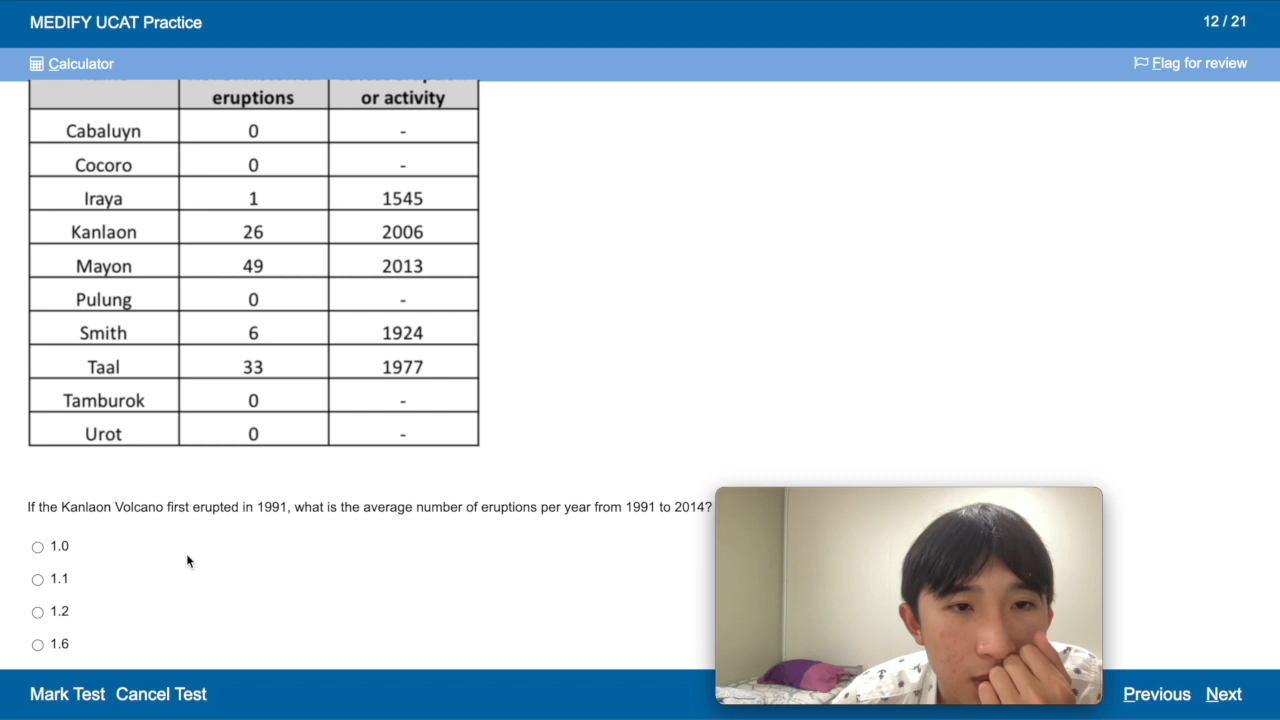 MEDIFY UCAT Practice 12 / 21
Calculator Flag for review
eruptions or activity
Cabaluyn 0 -
Cocoro 0 -
Iraya 1 1545
Kanlaon 26 2006
Mayon 49 2013
Pulung 0 -
Smith 6 1924
Taal 33 1977
Tamburok 0 -
Urot 0 -
If the Kanlaon Volcano first erupted in 1991, what is the average number of eruptions per year from 1991 to 2014?
1.0
1.1
1.2
1.6
Mark Test Cancel Test Previous Next